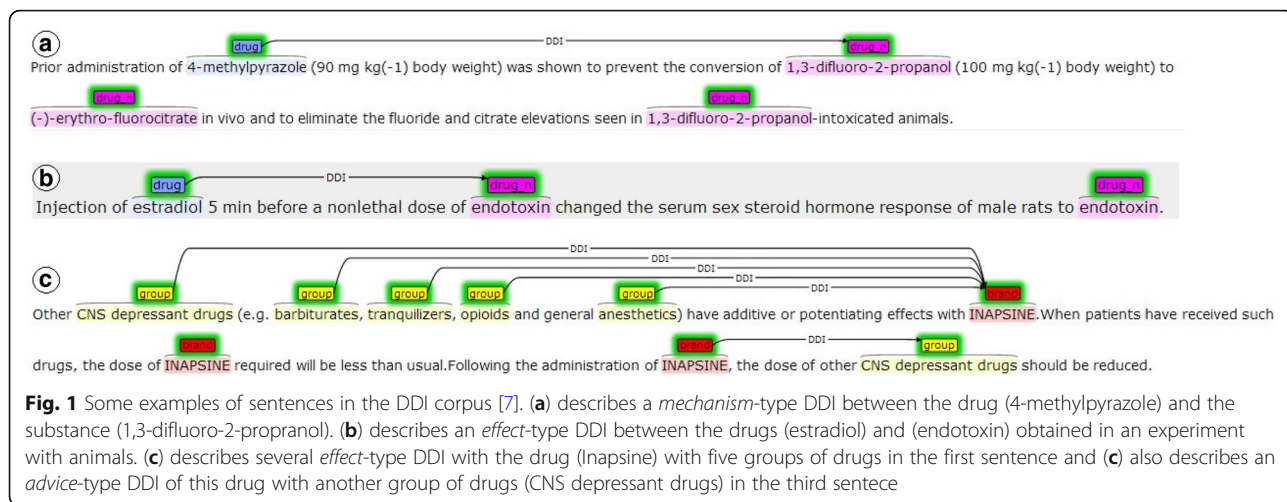 a
drug DDI drug_n
Prior administration of 4-methylpyrazole (90 mg kg(-1) body weight) was shown to prevent the conversion of 1,3-difluoro-2-propanol (100 mg kg(-1) body weight) to
drug_n drug_n
(-)-erythro-fluorocitrate in vivo and to eliminate the fluoride and citrate elevations seen in 1,3-difluoro-2-propanol-intoxicated animals.
b
drug DDI drug_n drug_n
Injection of estradiol 5 min before a nonlethal dose of endotoxin changed the serum sex steroid hormone response of male rats to endotoxin.
c
DDI
DDI
DDI
DDI
group group group group group DDI brand
Other CNS depressant drugs (e.g. barbiturates, tranquilizers, opioids and general anesthetics) have additive or potentiating effects with INAPSINE.When patients have received such
brand brand DDI group
drugs, the dose of INAPSINE required will be less than usual.Following the administration of INAPSINE, the dose of other CNS depressant drugs should be reduced.
Fig. 1 Some examples of sentences in the DDI corpus [7]. (a) describes a mechanism-type DDI between the drug (4-methylpyrazole) and the
substance (1,3-difluoro-2-propranol). (b) describes an effect-type DDI between the drugs (estradiol) and (endotoxin) obtained in an experiment
with animals. (c) describes several effect-type DDI with the drug (Inapsine) with five groups of drugs in the first sentence and (c) also describes an
advice-type DDI of this drug with another group of drugs (CNS depressant drugs) in the third sentece